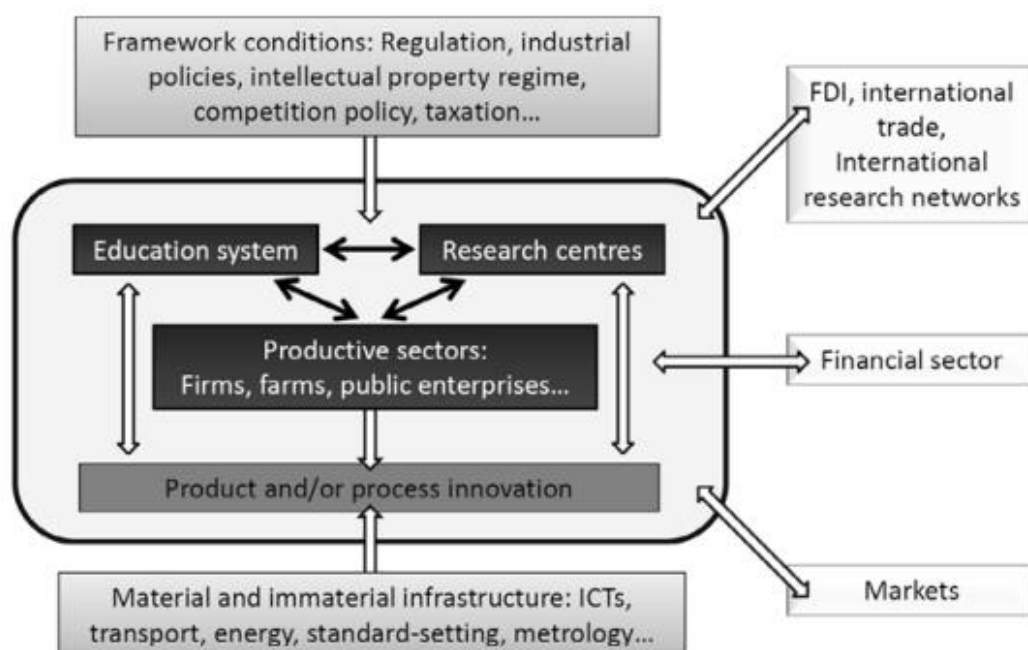 Framework conditions: Regulation, industrial
policies, intellectual property regime,
competition policy, taxation…
FDI, international
trade,
International
research networks
Education system
Research centres
Productive sectors:
Firms, farms, public enterprises…
Financial sector
Product and/or process innovation
Material and immaterial infrastructure: ICTs,
transport, energy, standard-setting, metrology…
Markets